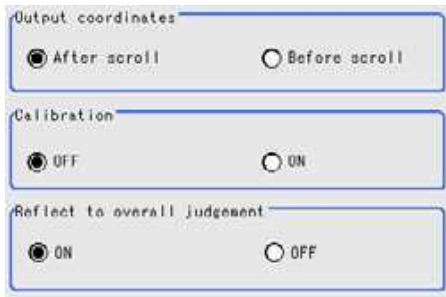 Output coordinates
After scroll Before scroll
Calibration
OFF ON
Reflect to overall judgement
ON OFF